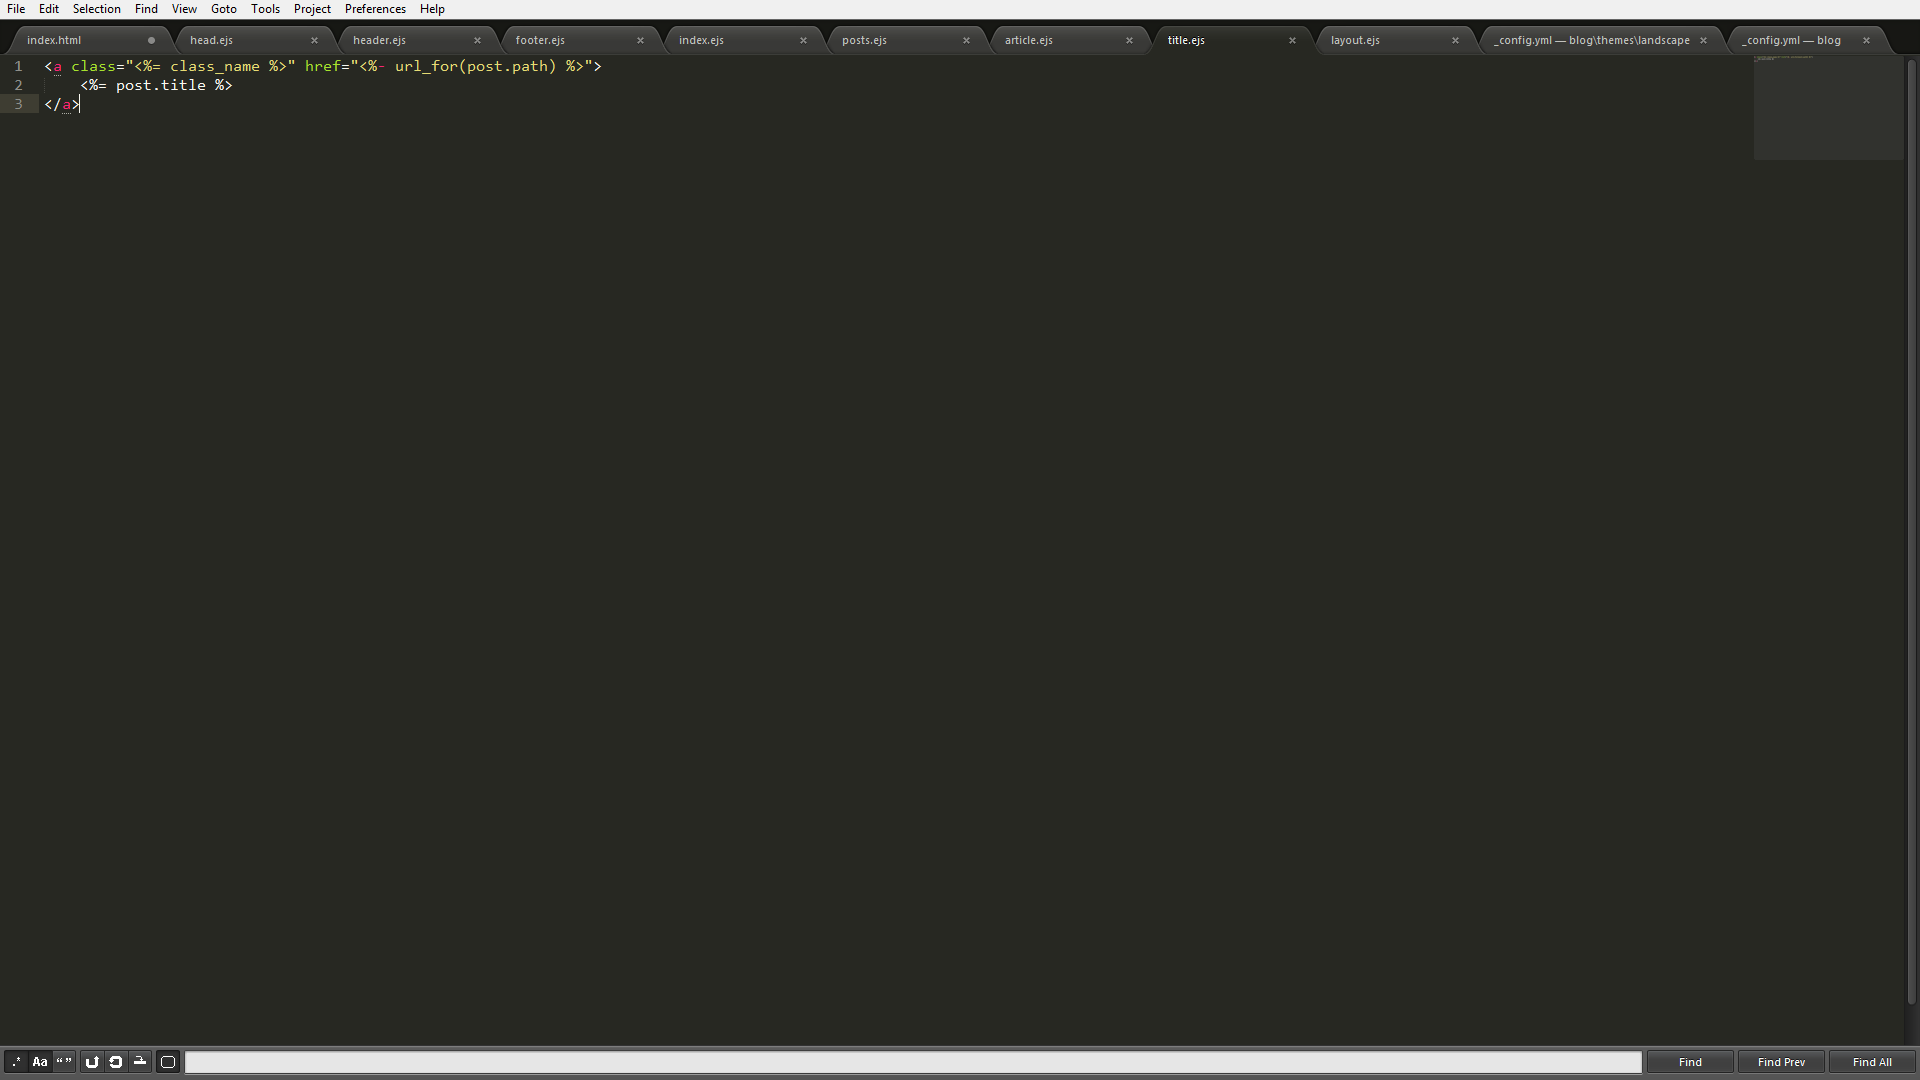 File Edit Selection Find View Goto Tools Project Preferences Help
index.html head.ejs header.ejs footer.ejs index.ejs posts.ejs article.ejs title.ejs layout.ejs _config.yml — blog\themes\landscape _config.yml — blog
1 <a class="<%= class_name %>" href="<%- url_for(post.path) %>">
2 <%= post.title %>
3 </a>
.* Aa “” Find Find Prev Find All